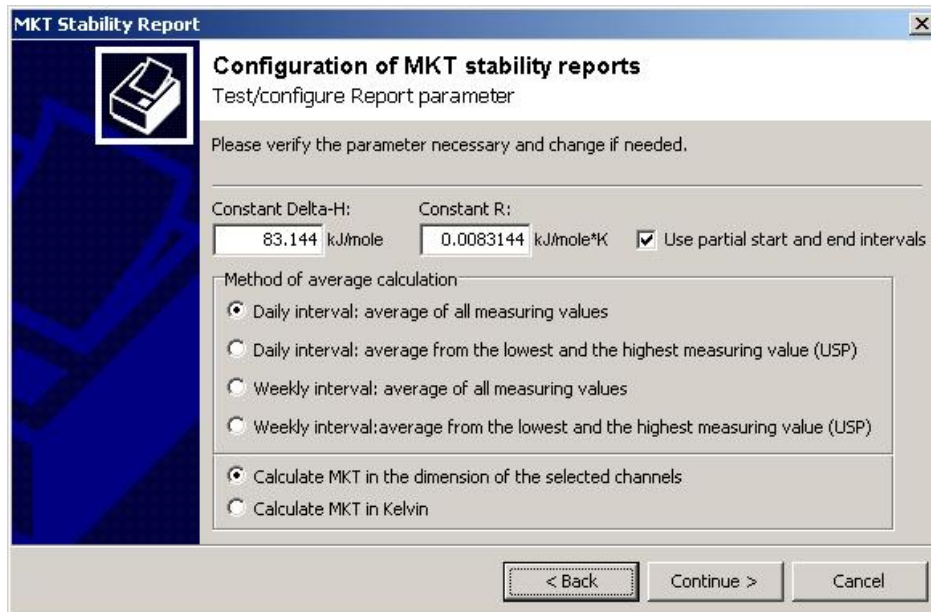 MKT Stability Report
Configuration of MKT stability reports
Test/configure Report parameter
Please verify the parameter necessary and change if needed.
Constant Delta-H: Constant R:
83.144 kJ/mole 0.0083144 kJ/mole*K Use partial start and end intervals
Method of average calculation
Daily interval: average of all measuring values
Daily interval: average from the lowest and the highest measuring value (USP)
Weekly interval: average of all measuring values
Weekly interval:average from the lowest and the highest measuring value (USP)
Calculate MKT in the dimension of the selected channels
Calculate MKT in Kelvin
< Back Continue > Cancel